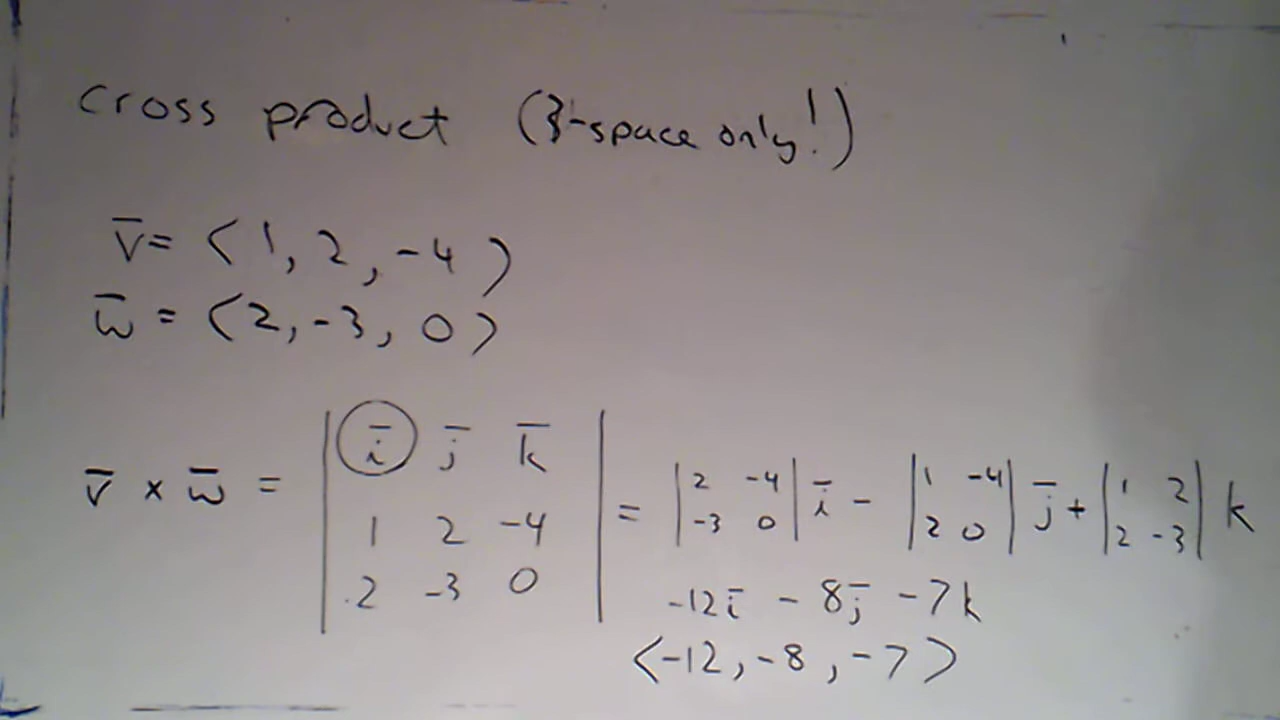 cross product (3-space only!)
v̅ = ⟨1, 2, -4⟩
w̅ = ⟨2, -3, 0⟩
v̅ × w̅ = | i̅ j̅ k̅ | = | 2 -4 | i̅ - | 1 -4 | j̅ + | 1 2 | k
| 1 2 -4 | | -3 0 | | 2 0 | | 2 -3 |
| 2 -3 0 | -12i̅ - 8j̅ - 7k
⟨-12, -8, -7⟩